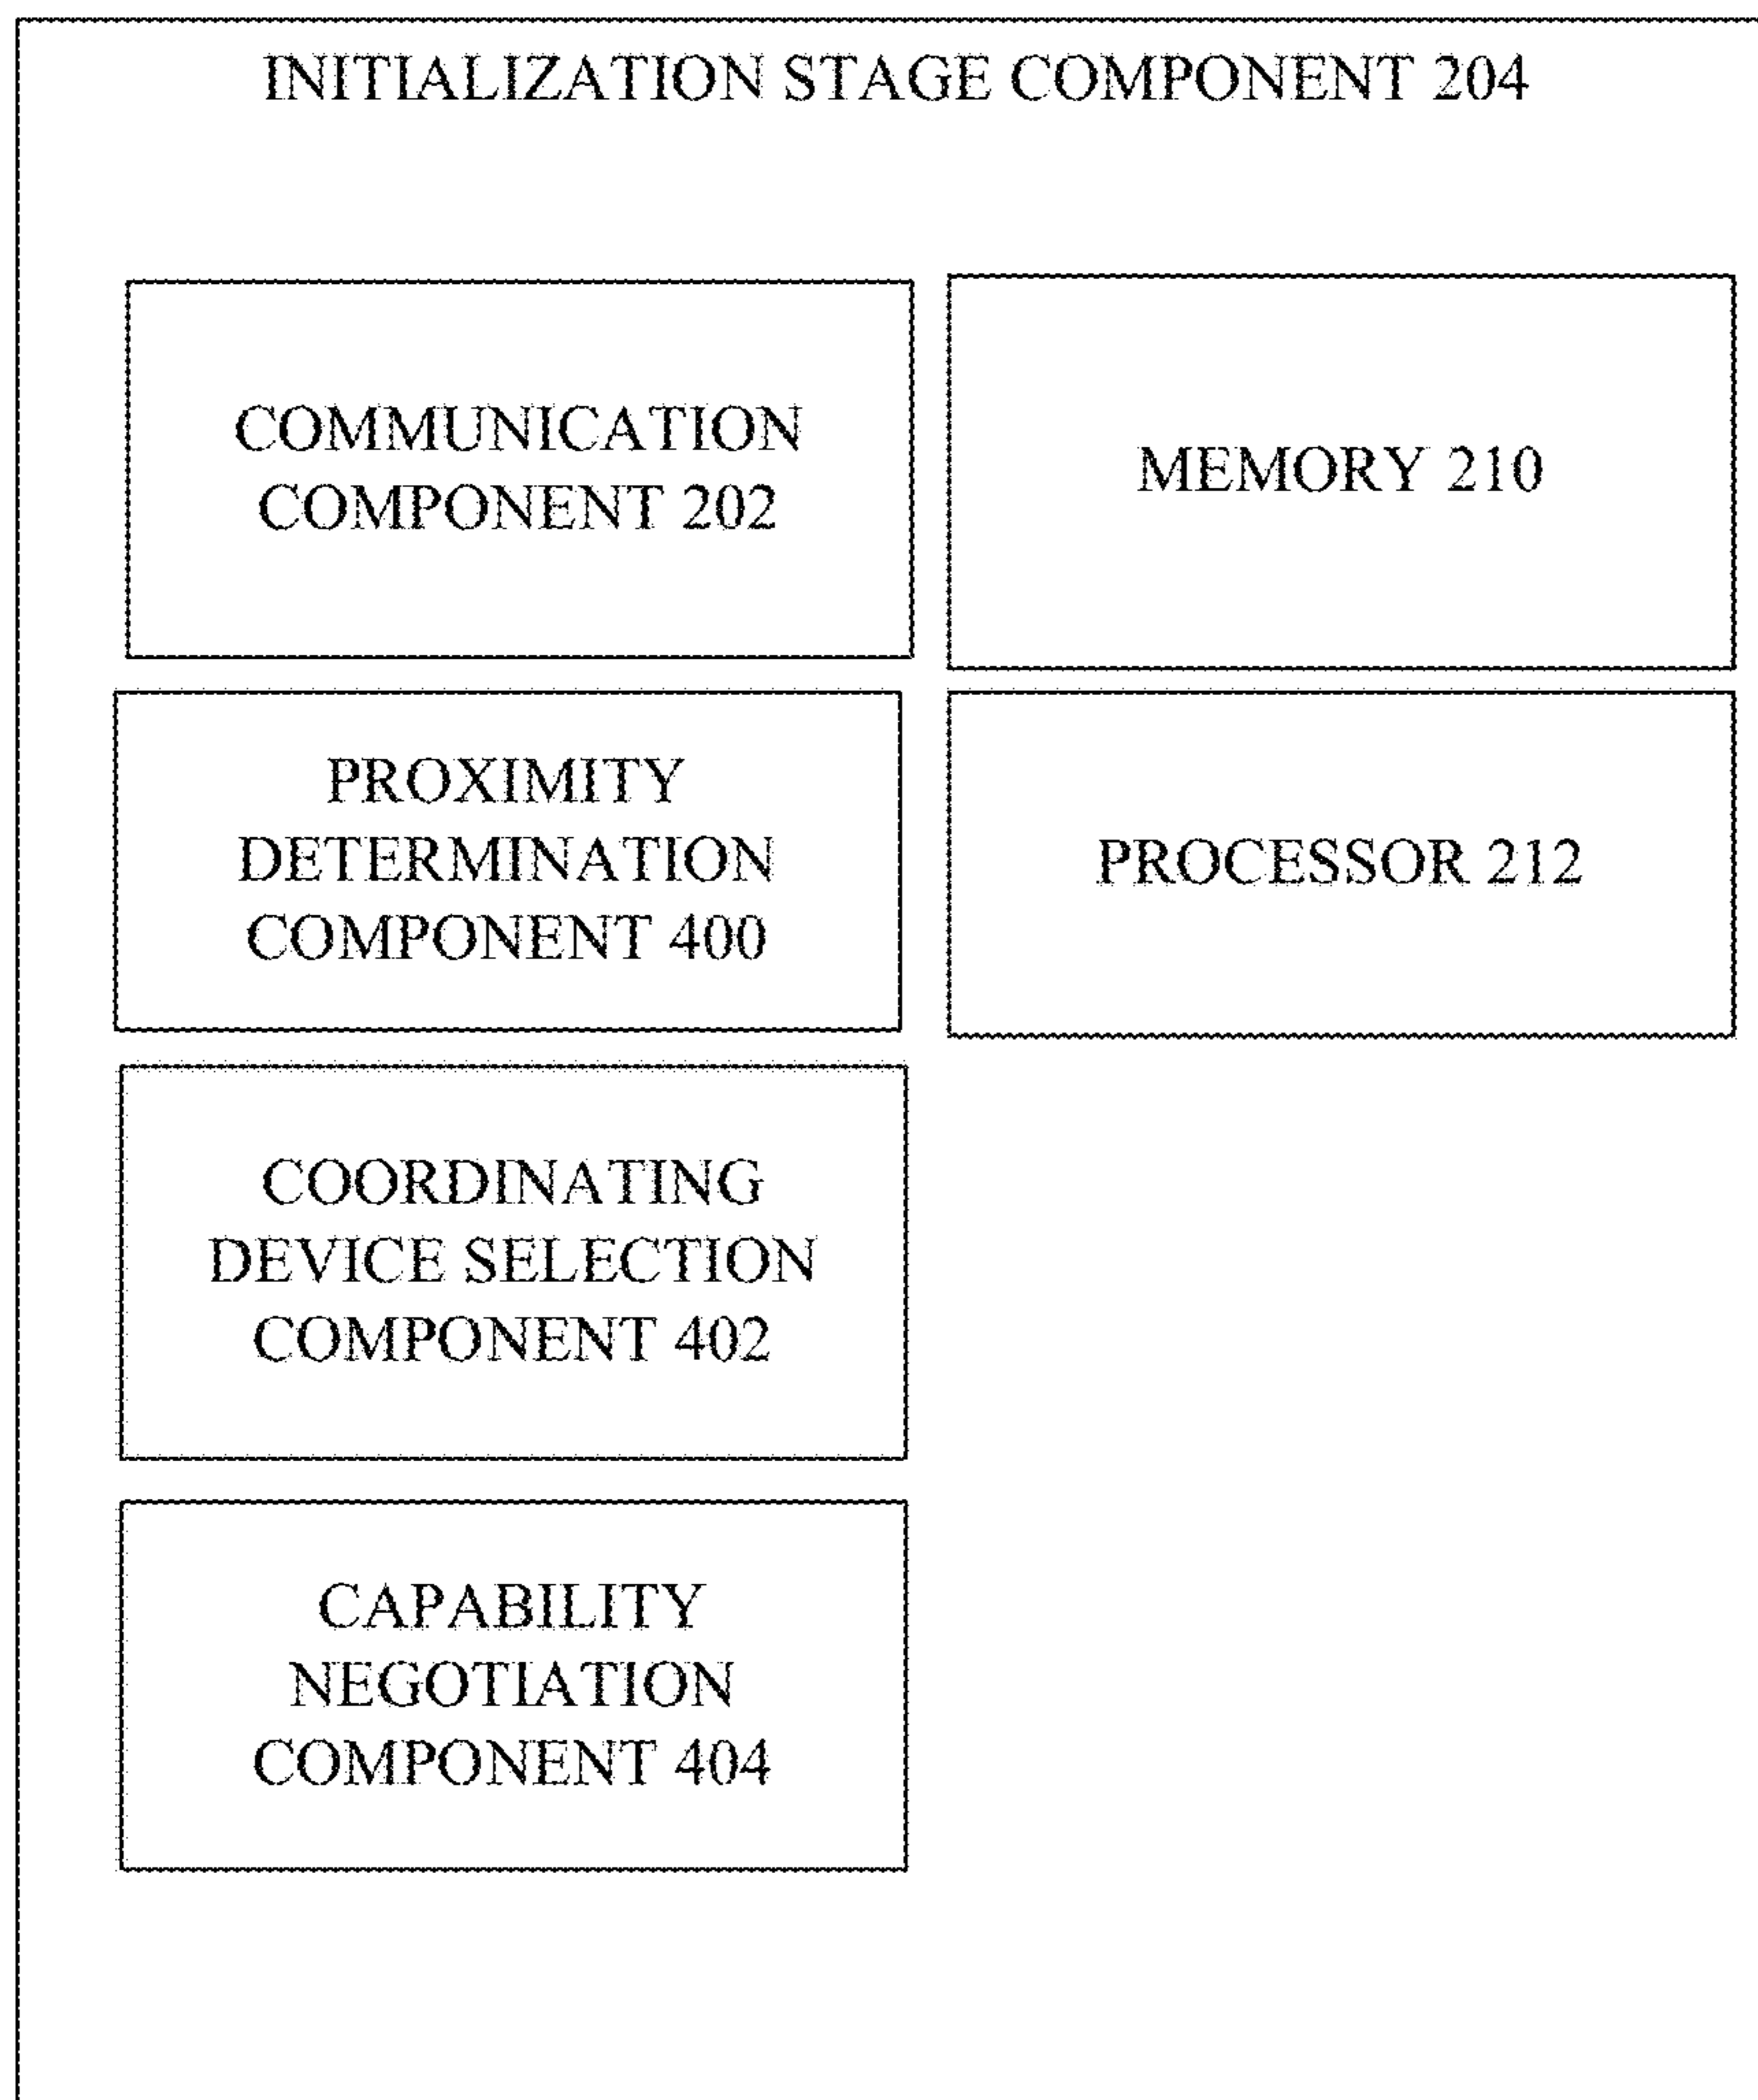 INITIALIZATION STAGE COMPONENT 204
COMMUNICATION
COMPONENT 202
MEMORY 210
PROXIMITY
DETERMINATION
COMPONENT 400
PROCESSOR 212
COORDINATING
DEVICE SELECTION
COMPONENT 402
CAPABILITY
NEGOTIATION
COMPONENT 404